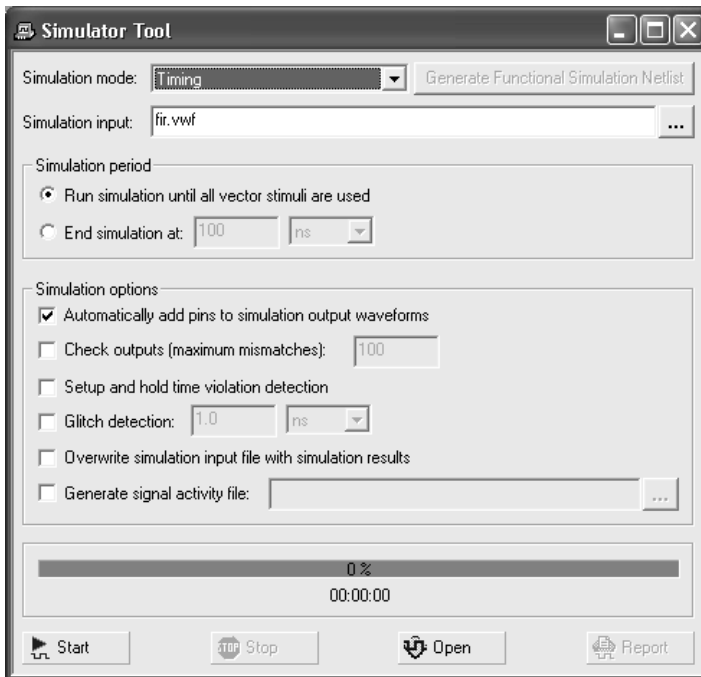 Simulator Tool
Simulation mode: Timing Generate Functional Simulation Netlist
Simulation input: fir.vwf ...
Simulation period
Run simulation until all vector stimuli are used
End simulation at: 100 ns
Simulation options
Automatically add pins to simulation output waveforms
Check outputs (maximum mismatches): 100
Setup and hold time violation detection
Glitch detection: 1.0 ns
Overwrite simulation input file with simulation results
Generate signal activity file: ...
0 %
00:00:00
Start STOP Stop Open Report